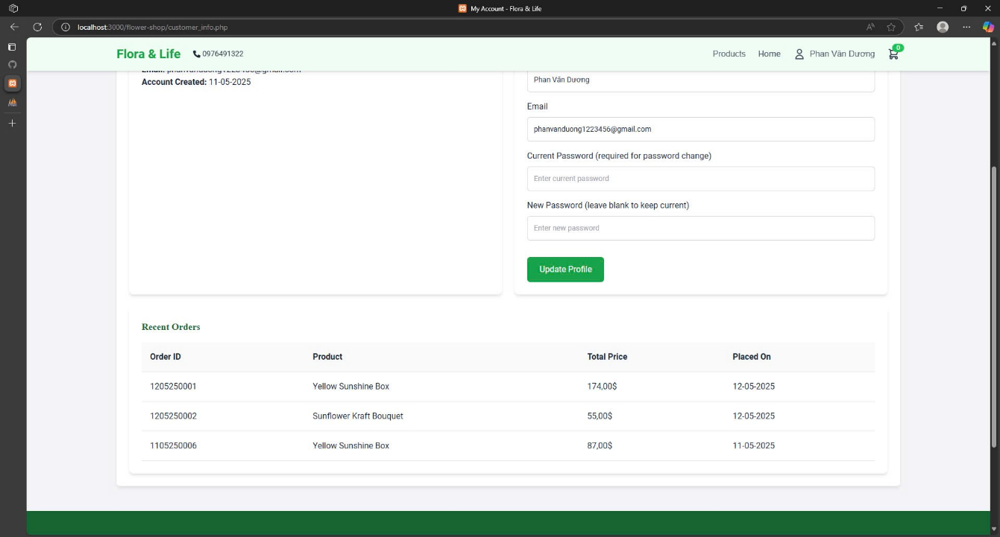 My Account - Flora & Life
localhost:3000/flower-shop/customer_info.php
Flora & Life
0976491322
Products
Home
Phan Văn Dương
0
Email: phanvanduong1223456@gmail.com
Account Created: 11-05-2025
Phan Văn Dương
Email
phanvanduong1223456@gmail.com
Current Password (required for password change)
Enter current password
New Password (leave blank to keep current)
Enter new password
Update Profile
Recent Orders
Order ID Product Total Price Placed On
1205250001 Yellow Sunshine Box 174,00$ 12-05-2025
1205250002 Sunflower Kraft Bouquet 55,00$ 12-05-2025
1105250006 Yellow Sunshine Box 87,00$ 11-05-2025